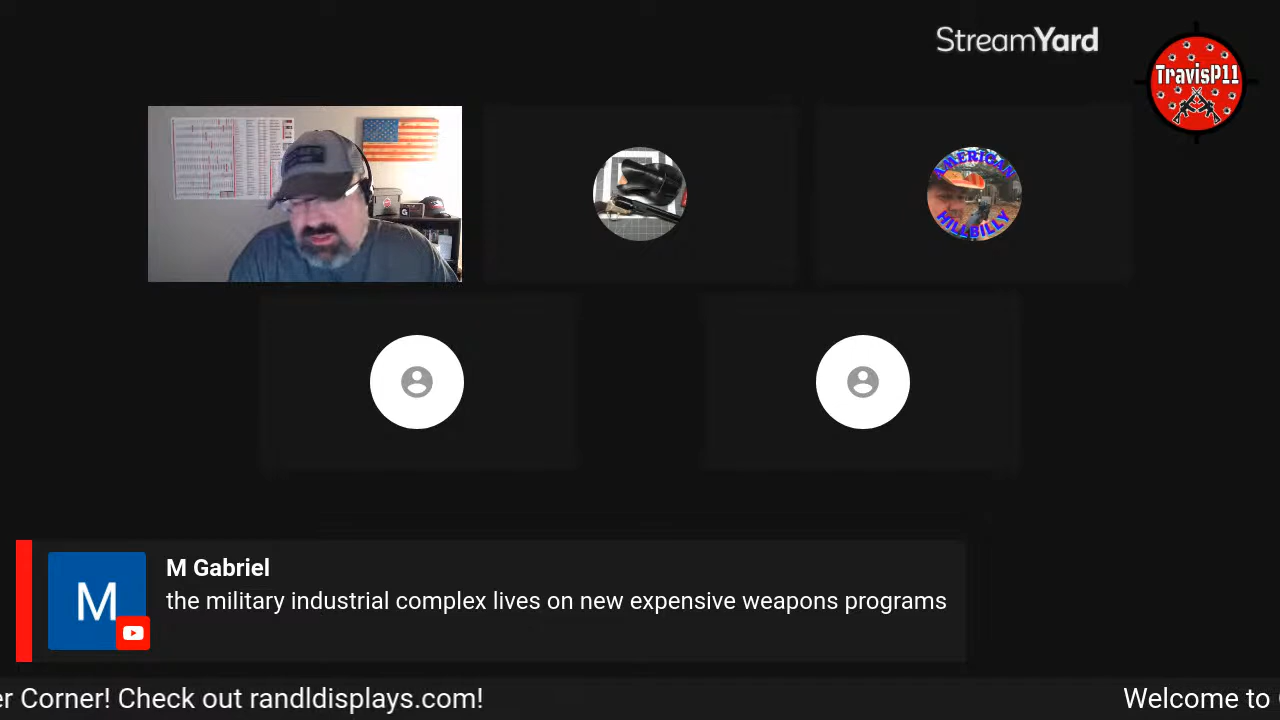 StreamYard
TravisP11
AMERICAN
HILLBILLY
M Gabriel
the military industrial complex lives on new expensive weapons programs
M
er Corner! Check out randldisplays.com!
Welcome to